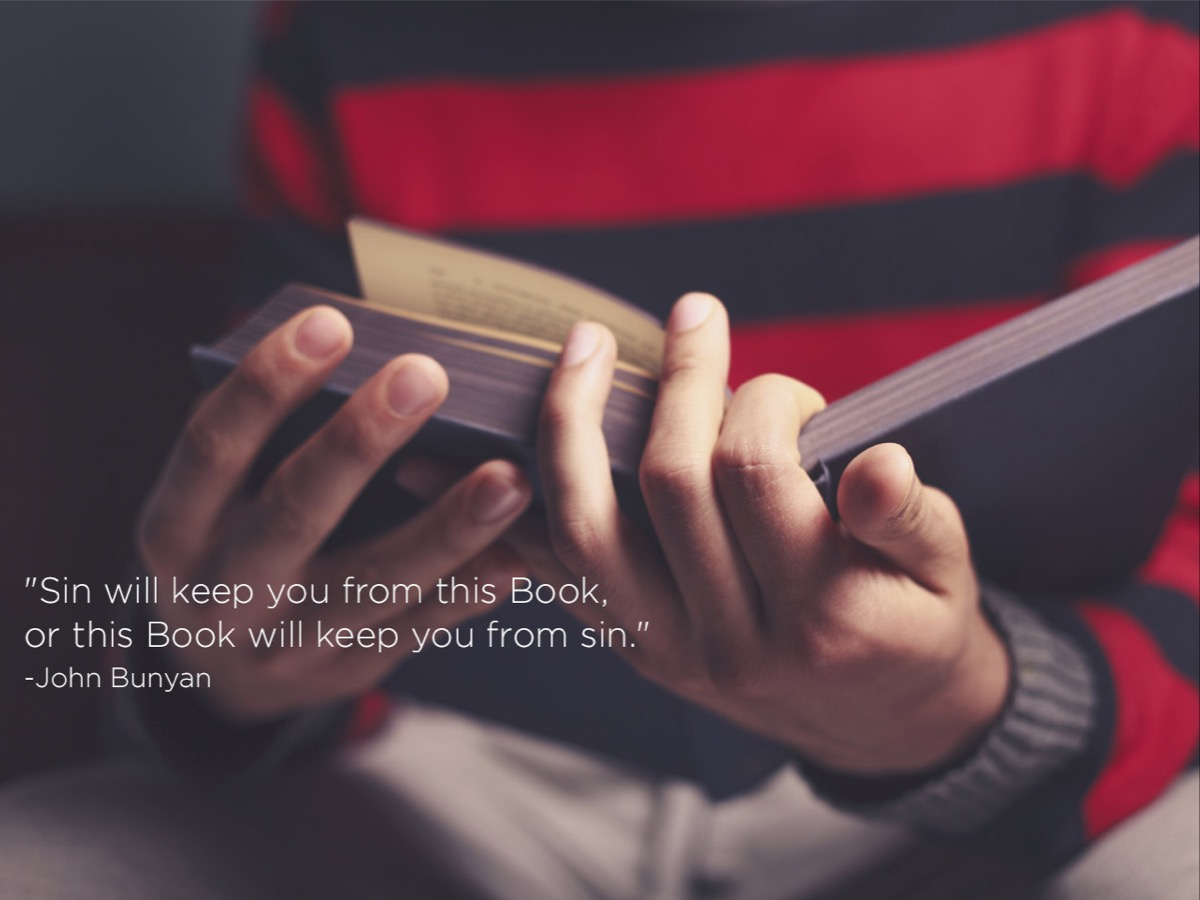 "Sin will keep you from this Book,
or this Book will keep you from sin."
-John Bunyan